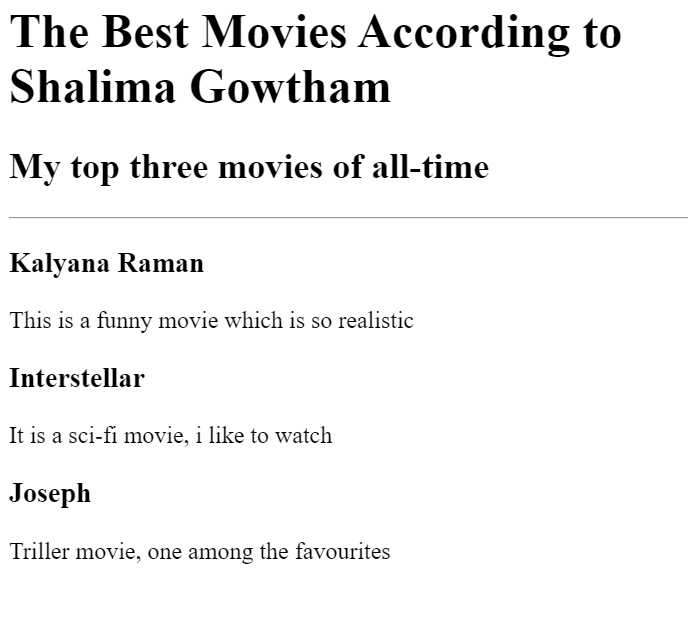 The Best Movies According to
Shalima Gowtham
My top three movies of all-time
Kalyana Raman
This is a funny movie which is so realistic
Interstellar
It is a sci-fi movie, i like to watch
Joseph
Triller movie, one among the favourites